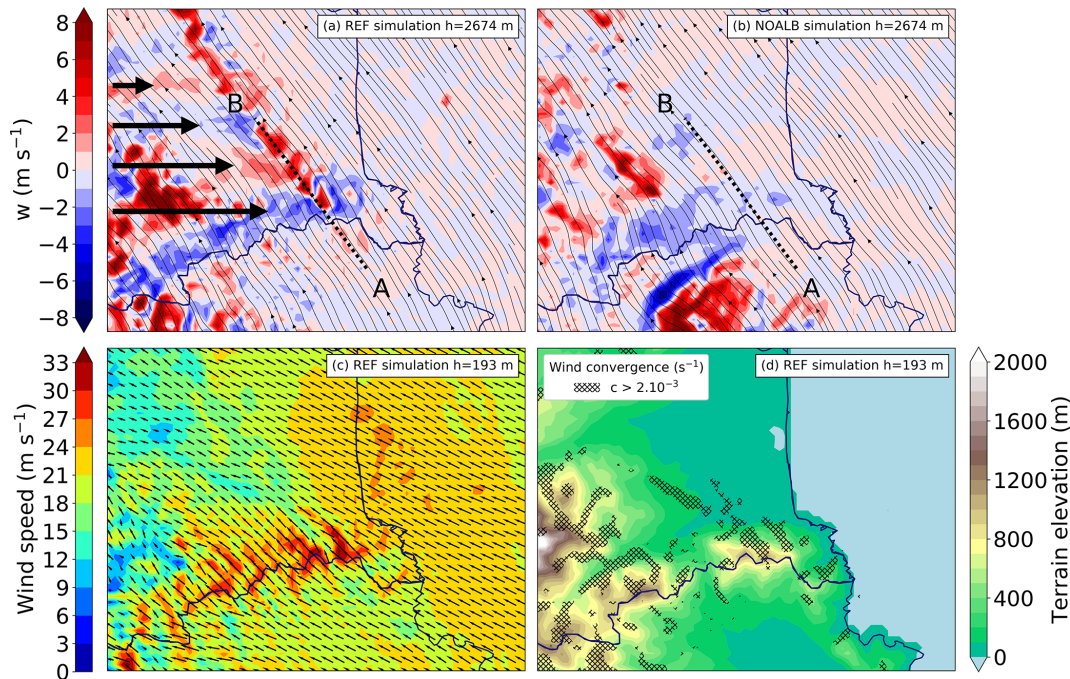 (a) REF simulation h=2674 m
(b) NOALB simulation h=2674 m
8
6
4
2
0
−2
−4
−6
−8
w (m s⁻¹)
B
A
B
A
(c) REF simulation h=193 m
(d) REF simulation h=193 m
Wind convergence (s⁻¹)
c > 2.10⁻³
33
30
27
24
21
18
15
12
9
6
3
0
Wind speed (m s⁻¹)
2000
1600
1200
800
400
0
Terrain elevation (m)